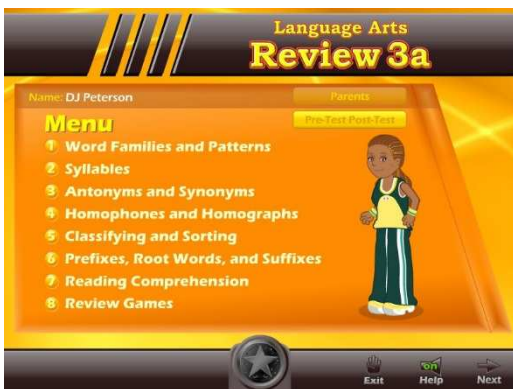 Language Arts
Review 3a
Name: DJ Peterson
Parents
Menu
Pre-Test Post-Test
1 Word Families and Patterns
2 Syllables
3 Antonyms and Synonyms
4 Homophones and Homographs
5 Classifying and Sorting
6 Prefixes, Root Words, and Suffixes
7 Reading Comprehension
8 Review Games
on
Exit
Help
Next